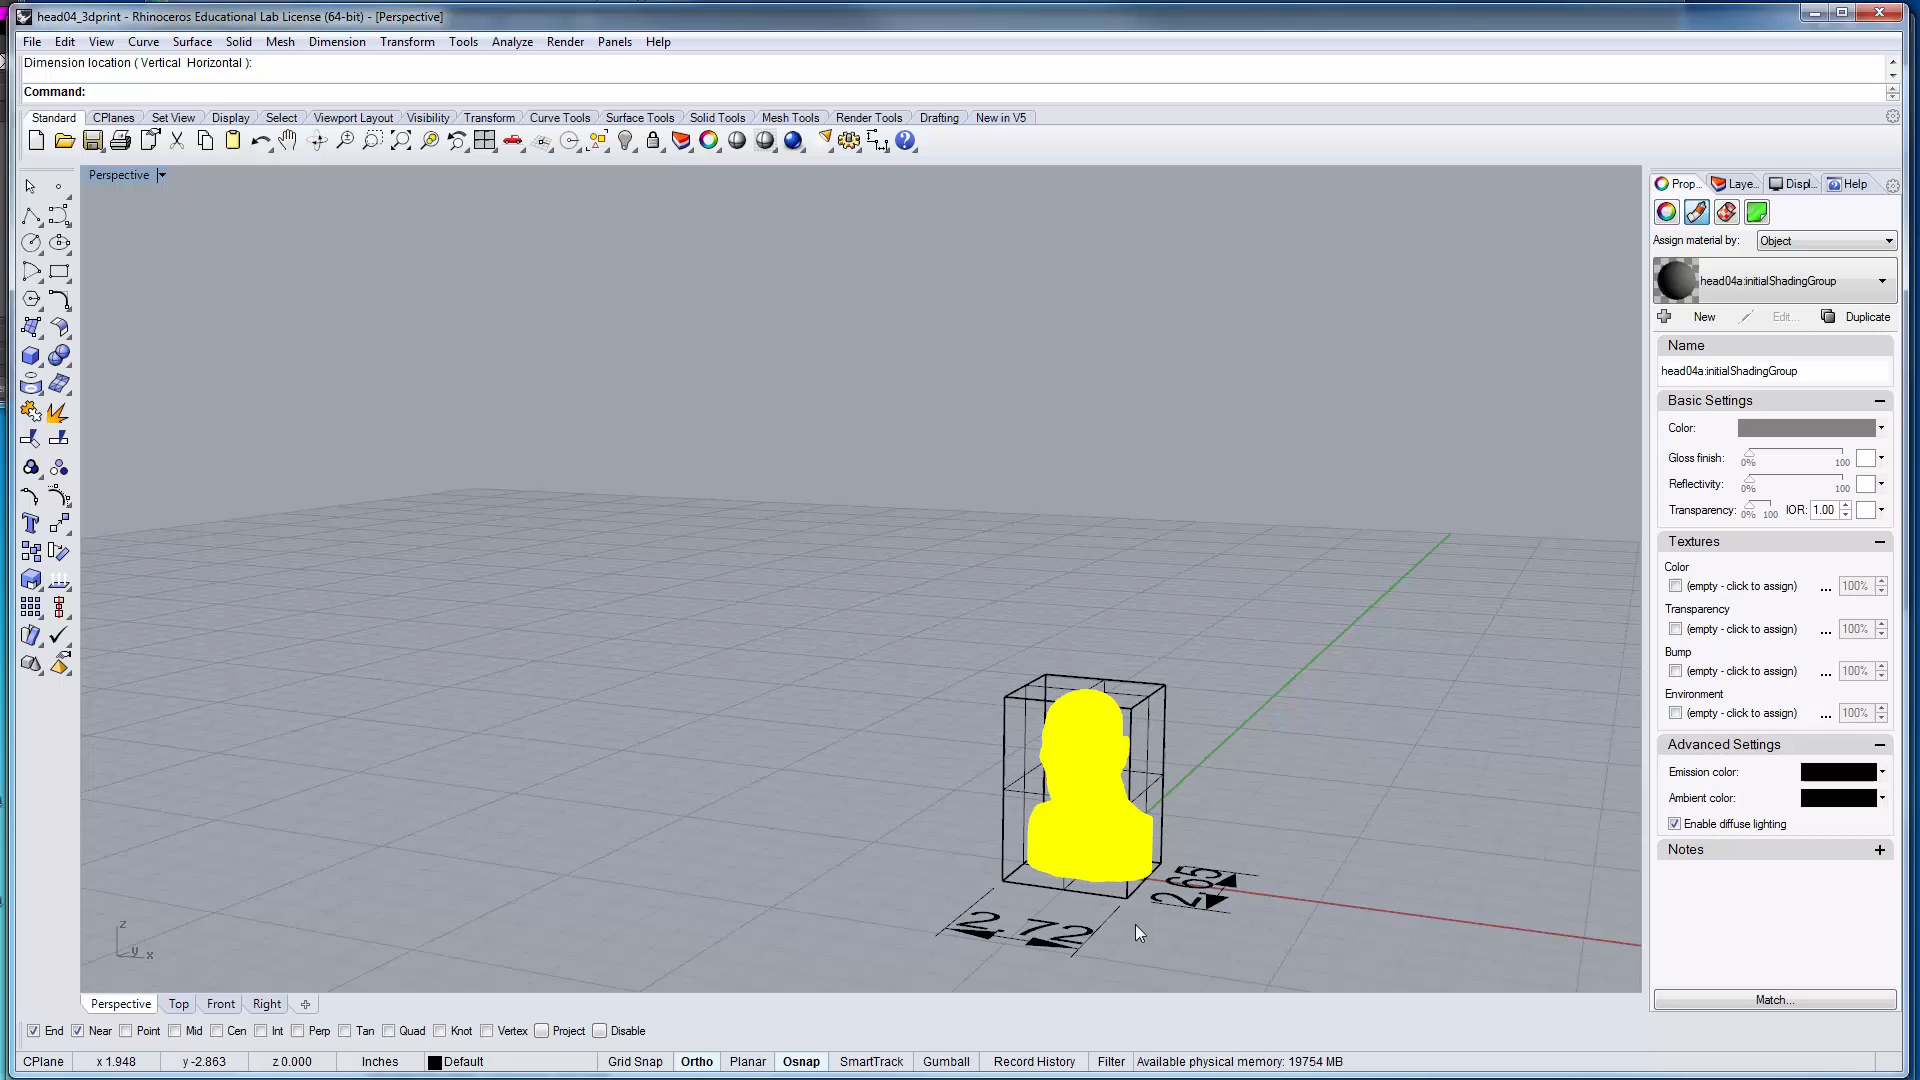 head04_3dprint - Rhinoceros Educational Lab License (64-bit) - [Perspective]
File Edit View Curve Surface Solid Mesh Dimension Transform Tools Analyze Render Panels Help
Dimension location ( Vertical Horizontal ):
Command:
Standard CPlanes Set View Display Select Viewport Layout Visibility Transform Curve Tools Surface Tools Solid Tools Mesh Tools Render Tools Drafting New in V5
Perspective
Prop... Laye... Displ... Help
Assign material by: Object
head04a:initialShadingGroup
New Edit... Duplicate
Name
head04a:initialShadingGroup
Basic Settings
Color:
Gloss finish: 0% 100
Reflectivity: 0% 100
Transparency: 0% 100 IOR: 1.00
Textures
Color
(empty - click to assign) ... 100%
Transparency
(empty - click to assign) ... 100%
Bump
(empty - click to assign) ... 100%
Environment
(empty - click to assign) ... 100%
Advanced Settings
Emission color:
Ambient color:
Enable diffuse lighting
Notes
Match...
2.65
2.72
z
y x
Perspective Top Front Right
End Near Point Mid Cen Int Perp Tan Quad Knot Vertex Project Disable
CPlane x 1.948 y -2.863 z 0.000 Inches Default Grid Snap Ortho Planar Osnap SmartTrack Gumball Record History Filter Available physical memory: 19754 MB